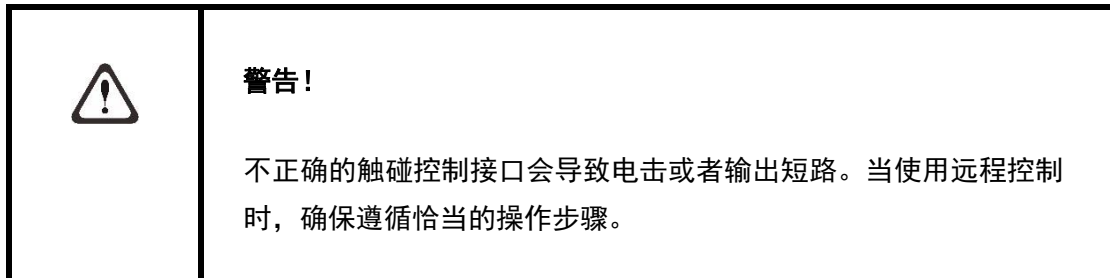 警告！
不正确的触碰控制接口会导致电击或者输出短路。当使用远程控制
时，确保遵循恰当的操作步骤。